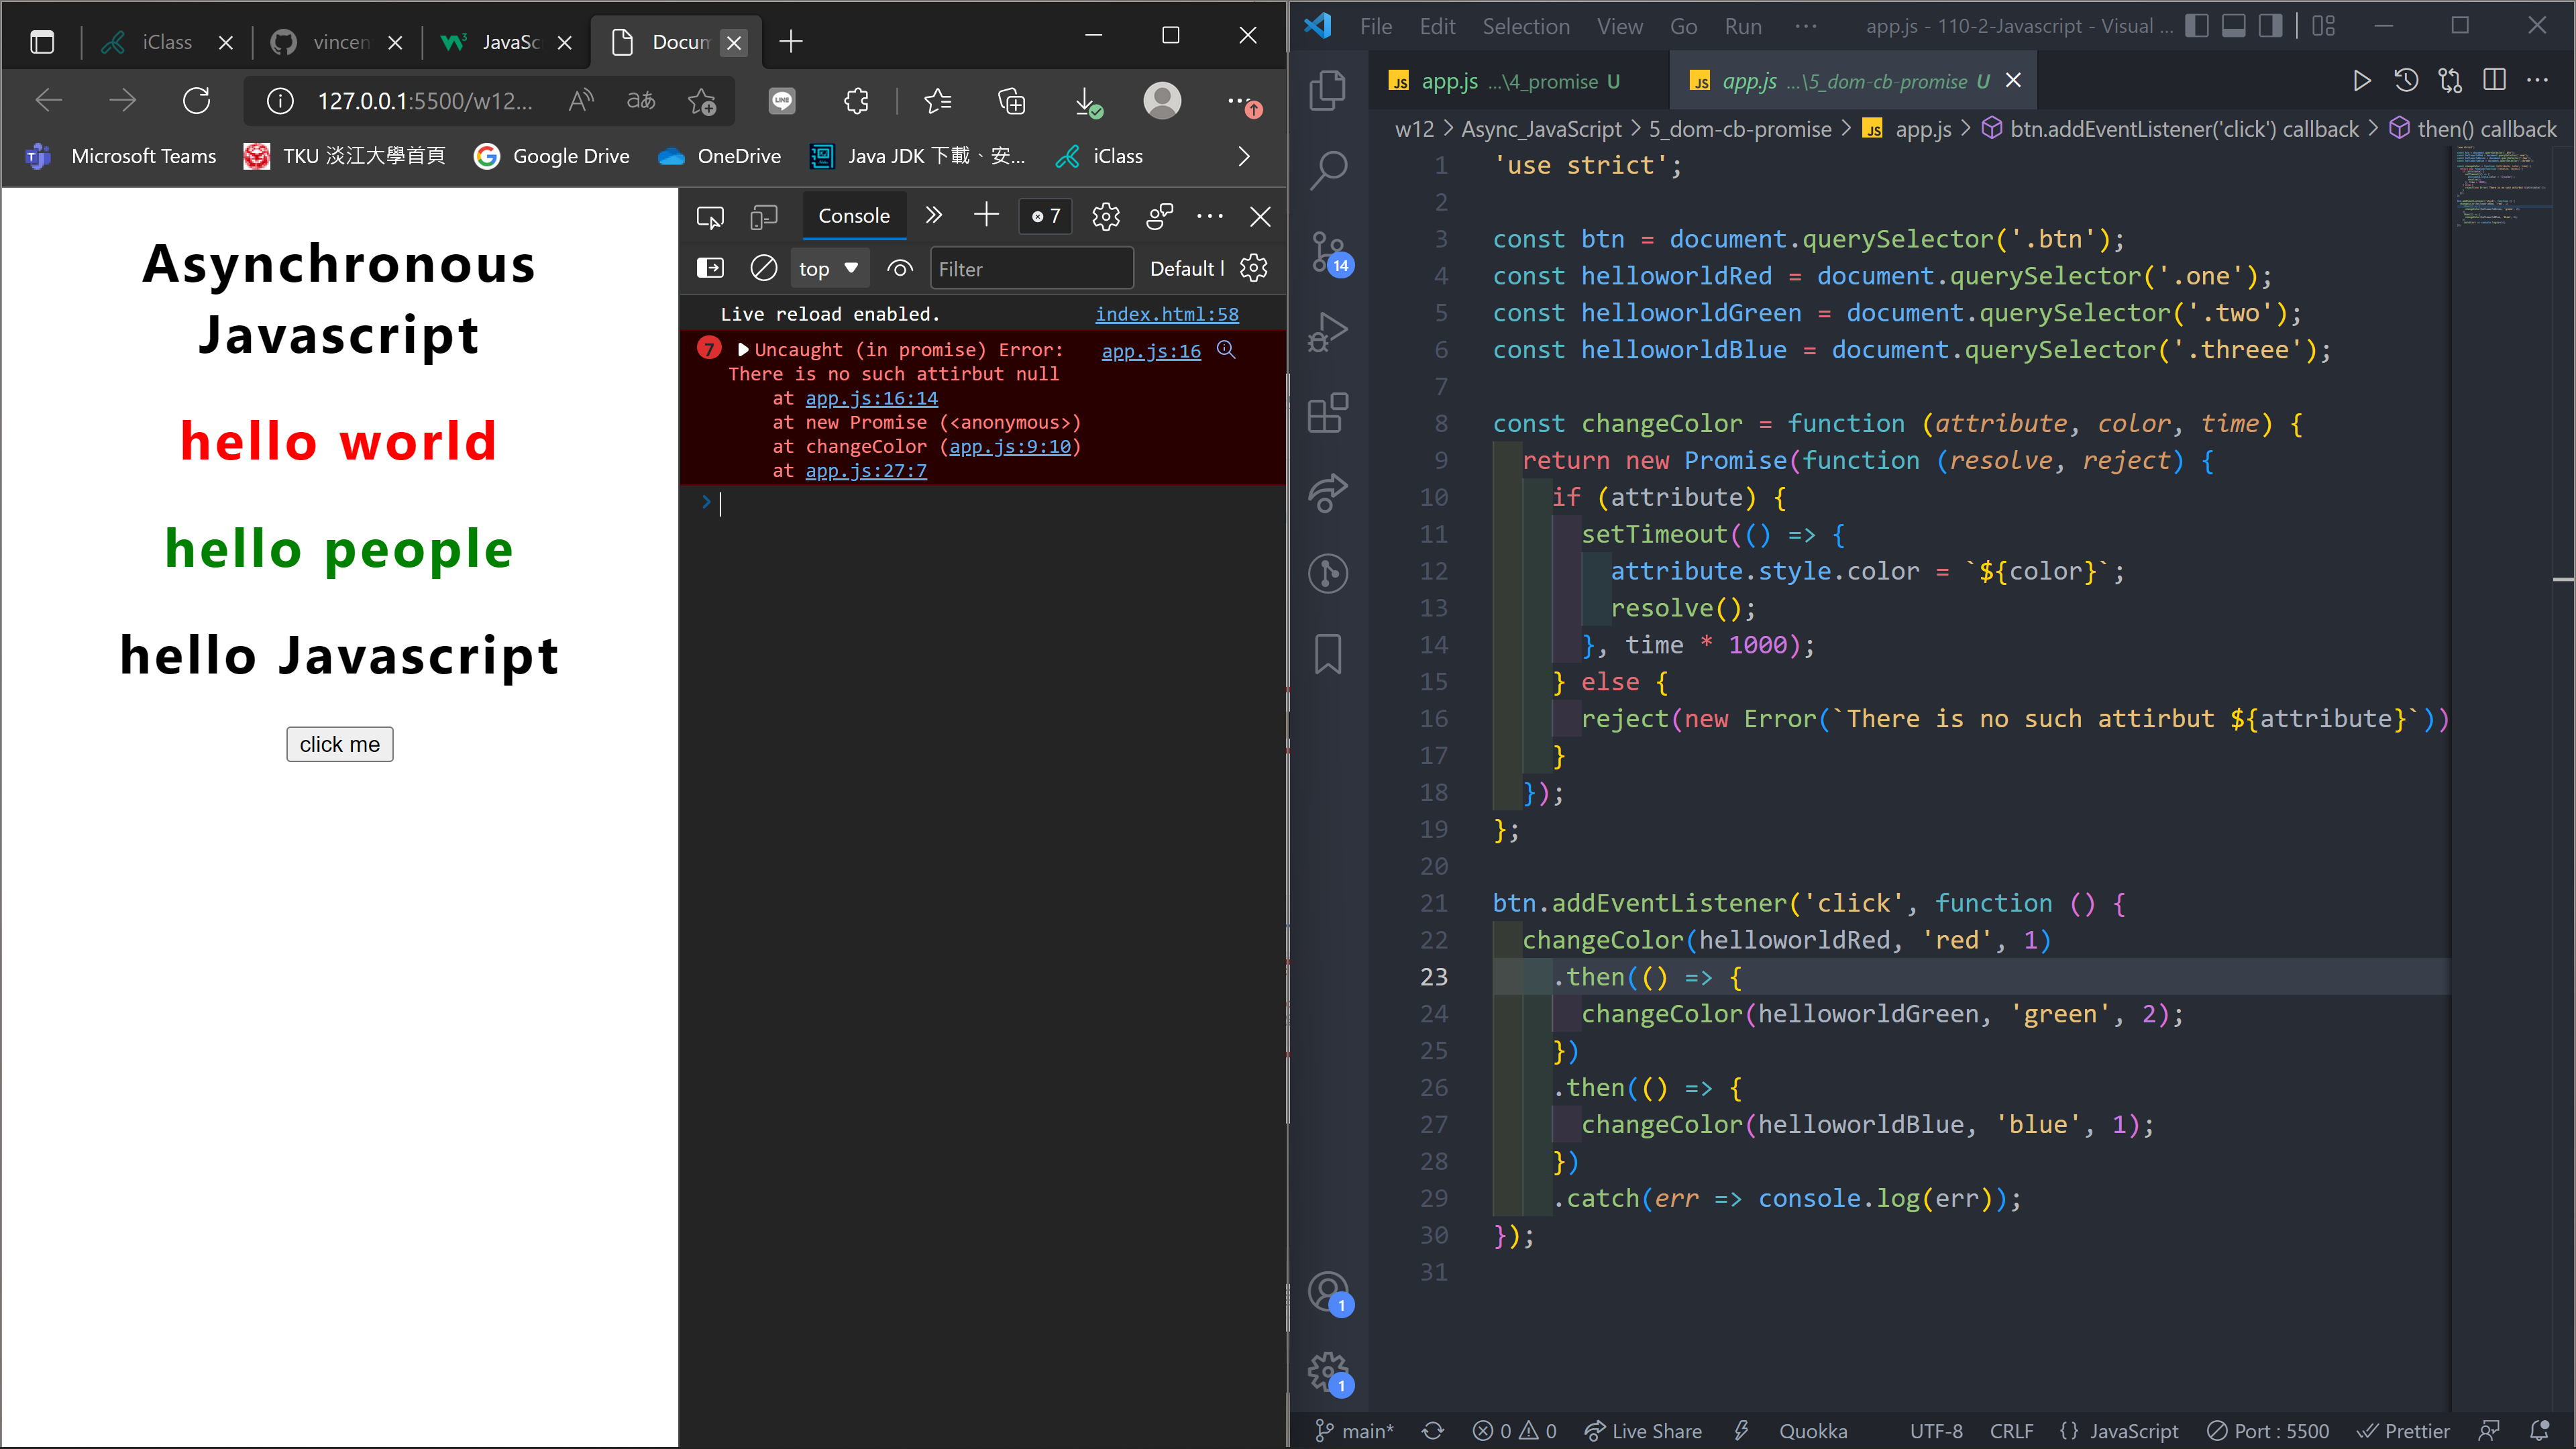 iClass
vincen
JavaSc
Docum
127.0.0.1:5500/w12...
Microsoft Teams
TKU 淡江大學首頁
Google Drive
OneDrive
Java JDK 下載、安...
iClass
Asynchronous
Javascript
hello world
hello people
hello Javascript
click me
Console
7
top
Filter
Default l
Live reload enabled.
index.html:58
7
Uncaught (in promise) Error:
app.js:16
There is no such attirbut null
at app.js:16:14
at new Promise (<anonymous>)
at changeColor (app.js:9:10)
at app.js:27:7
File Edit Selection View Go Run ···
app.js - 110-2-Javascript - Visual ...
JS app.js ...\4_promise U
JS app.js ...\5_dom-cb-promise U
w12 > Async_JavaScript > 5_dom-cb-promise > JS app.js > btn.addEventListener('click') callback > then() callback
14
1
1
1 'use strict';
2
3 const btn = document.querySelector('.btn');
4 const helloworldRed = document.querySelector('.one');
5 const helloworldGreen = document.querySelector('.two');
6 const helloworldBlue = document.querySelector('.threee');
7
8 const changeColor = function (attribute, color, time) {
9 return new Promise(function (resolve, reject) {
10 if (attribute) {
11 setTimeout(() => {
12 attribute.style.color = `${color}`;
13 resolve();
14 }, time * 1000);
15 } else {
16 reject(new Error(`There is no such attirbut ${attribute}`))
17 }
18 });
19 };
20
21 btn.addEventListener('click', function () {
22 changeColor(helloworldRed, 'red', 1)
23 .then(() => {
24 changeColor(helloworldGreen, 'green', 2);
25 })
26 .then(() => {
27 changeColor(helloworldBlue, 'blue', 1);
28 })
29 .catch(err => console.log(err));
30 });
31
main* 0 0 Live Share Quokka UTF-8 CRLF {} JavaScript Port : 5500 Prettier